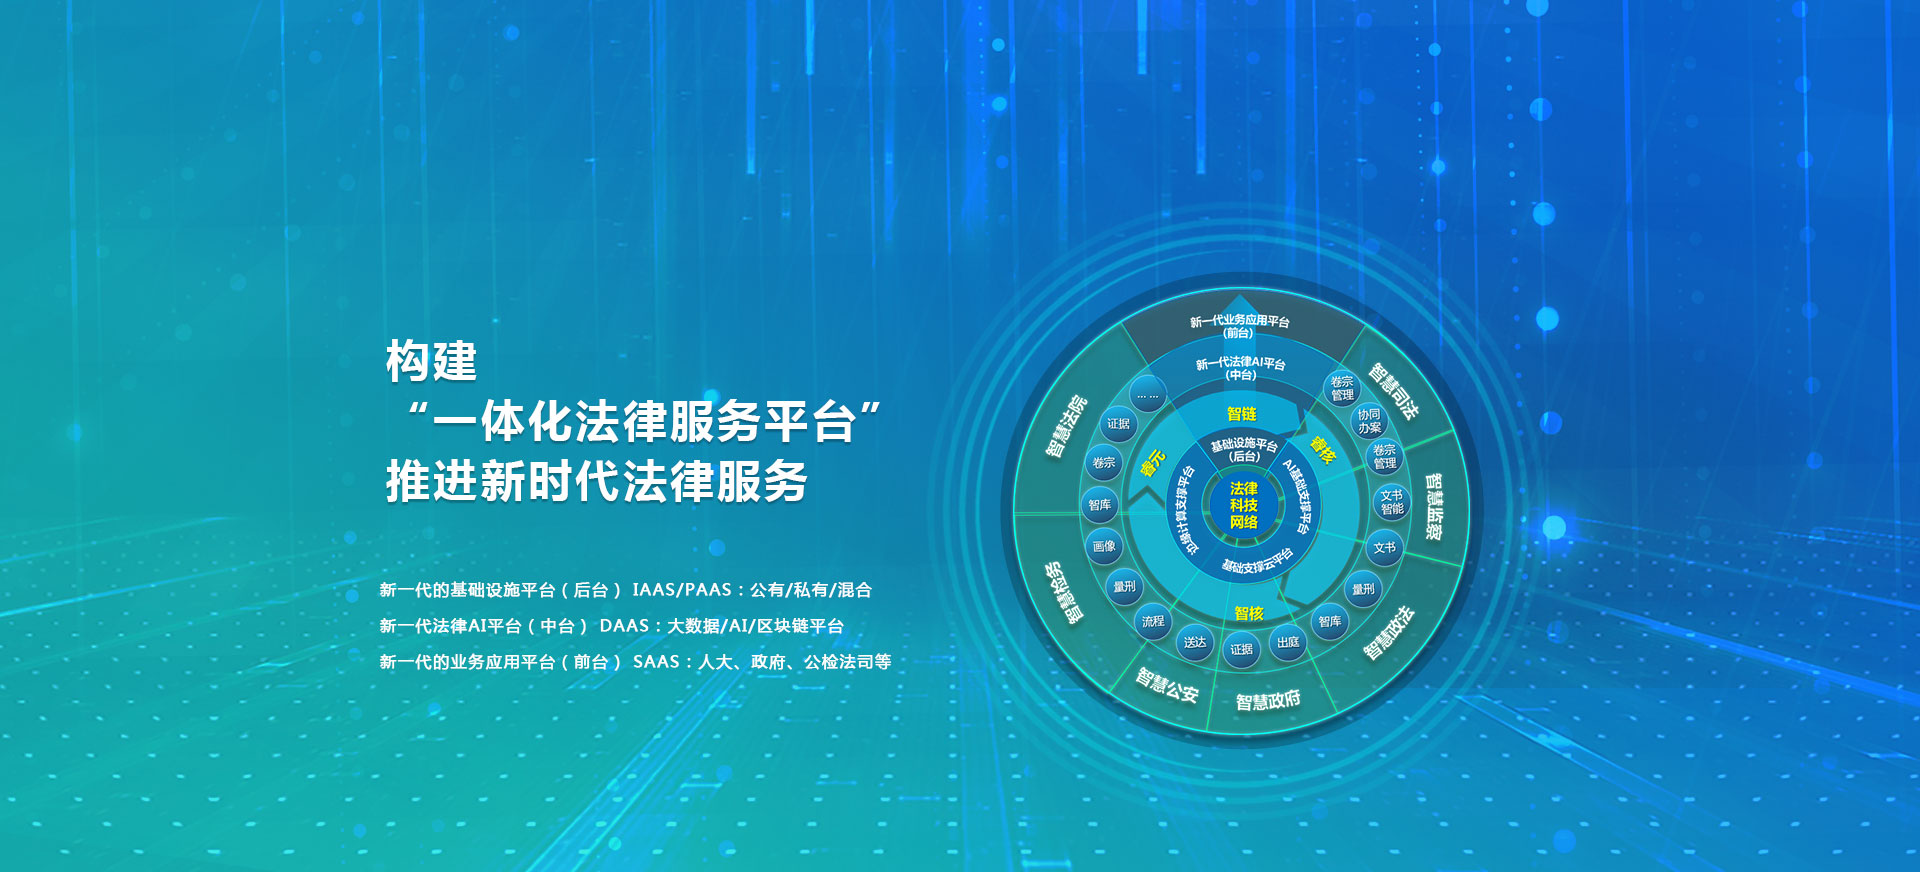 构建
“一体化法律服务平台”
推进新时代法律服务
新一代的基础设施平台（后台） IAAS/PAAS：公有/私有/混合
新一代法律AI平台（中台） DAAS：大数据/AI/区块链平台
新一代的业务应用平台（前台） SAAS：人大、政府、公检法司等
新一代业务应用平台
（前台）
新一代法律AI平台
（中台）
智链
基础设施平台
（后台）
法律
科技
网络
AI基础支撑平台
基础支撑云平台
边缘计算支撑平台
睿核
智核
睿元
智慧司法
智慧监察
智慧政法
智慧政府
智慧公安
智慧检务
智慧法院
卷宗
管理
协同
办案
卷宗
管理
文书
智能
文书
量刑
智库
出庭
证据
送达
流程
量刑
画像
智库
卷宗
证据
... ...